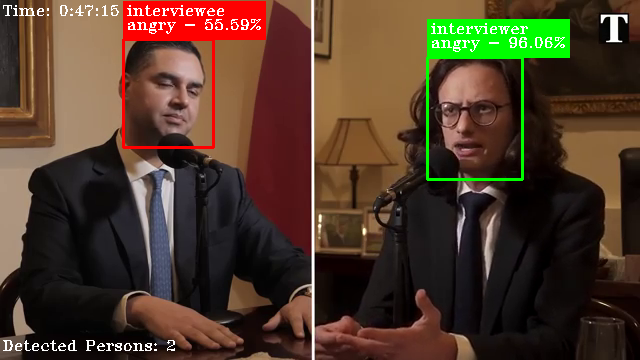 Time: 0:47:15
interviewee
angry - 55.59%
interviewer
angry - 96.06%
T
Detected Persons: 2